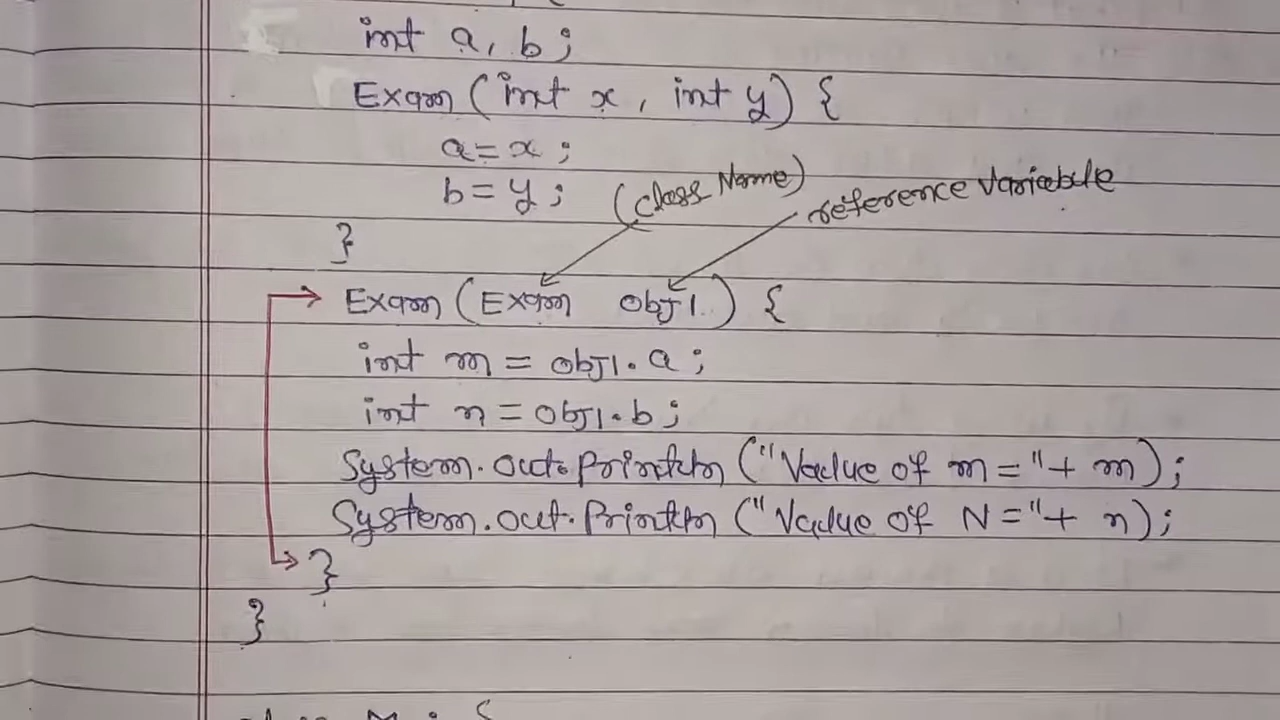 int a, b;
Exam (int x, int y) {
a = x;
b = y;
(class Name)
reference variable
}
Exam (Exam obj1.) {
int m = obj1.a;
int n = obj1.b;
System.out.println ("Value of m = "+ m);
System.out.println ("Value of N = "+ n);
}
}